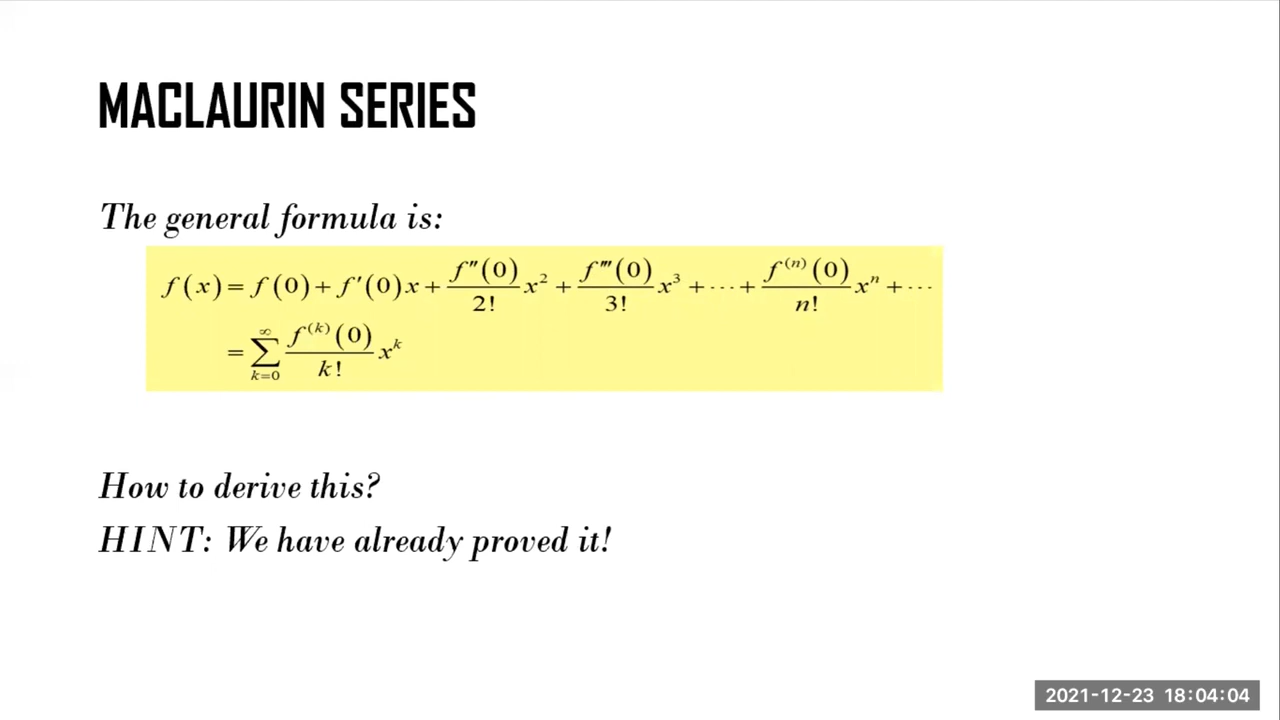 MACLAURIN SERIES
The general formula is:
f(x) = f(0) + f′(0)x + f″(0)/2! x² + f‴(0)/3! x³ + ⋯ + f⁽ⁿ⁾(0)/n! xⁿ + ⋯
= ∑_{k=0}^{∞} f⁽ᵏ⁾(0)/k! xᵏ
How to derive this?
HINT: We have already proved it!
2021-12-23 18:04:04